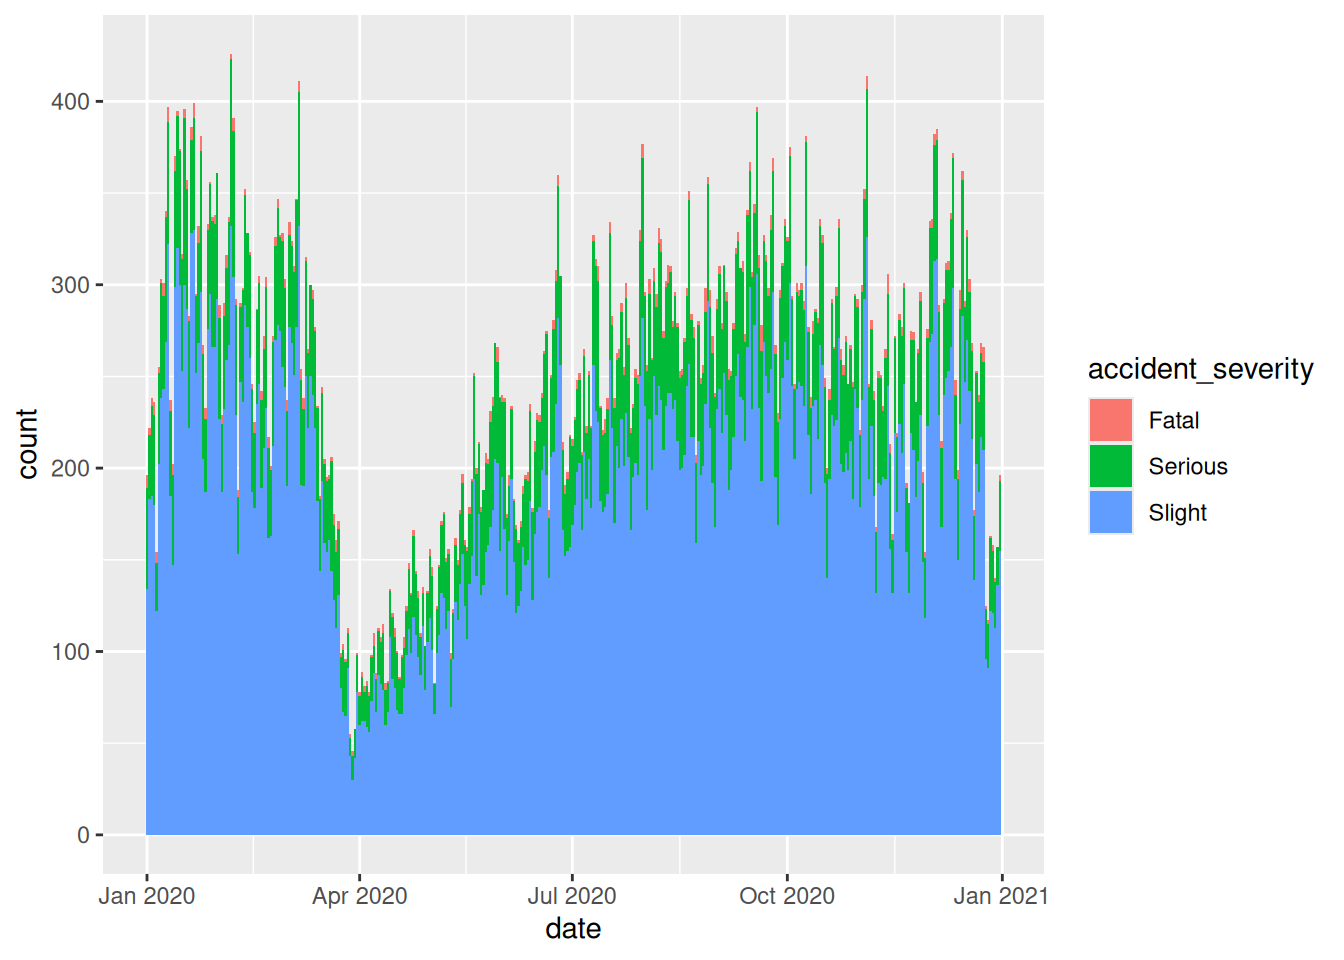 400
300
200
100
0
count
Jan 2020
Apr 2020
Jul 2020
Oct 2020
Jan 2021
date
accident_severity
Fatal
Serious
Slight